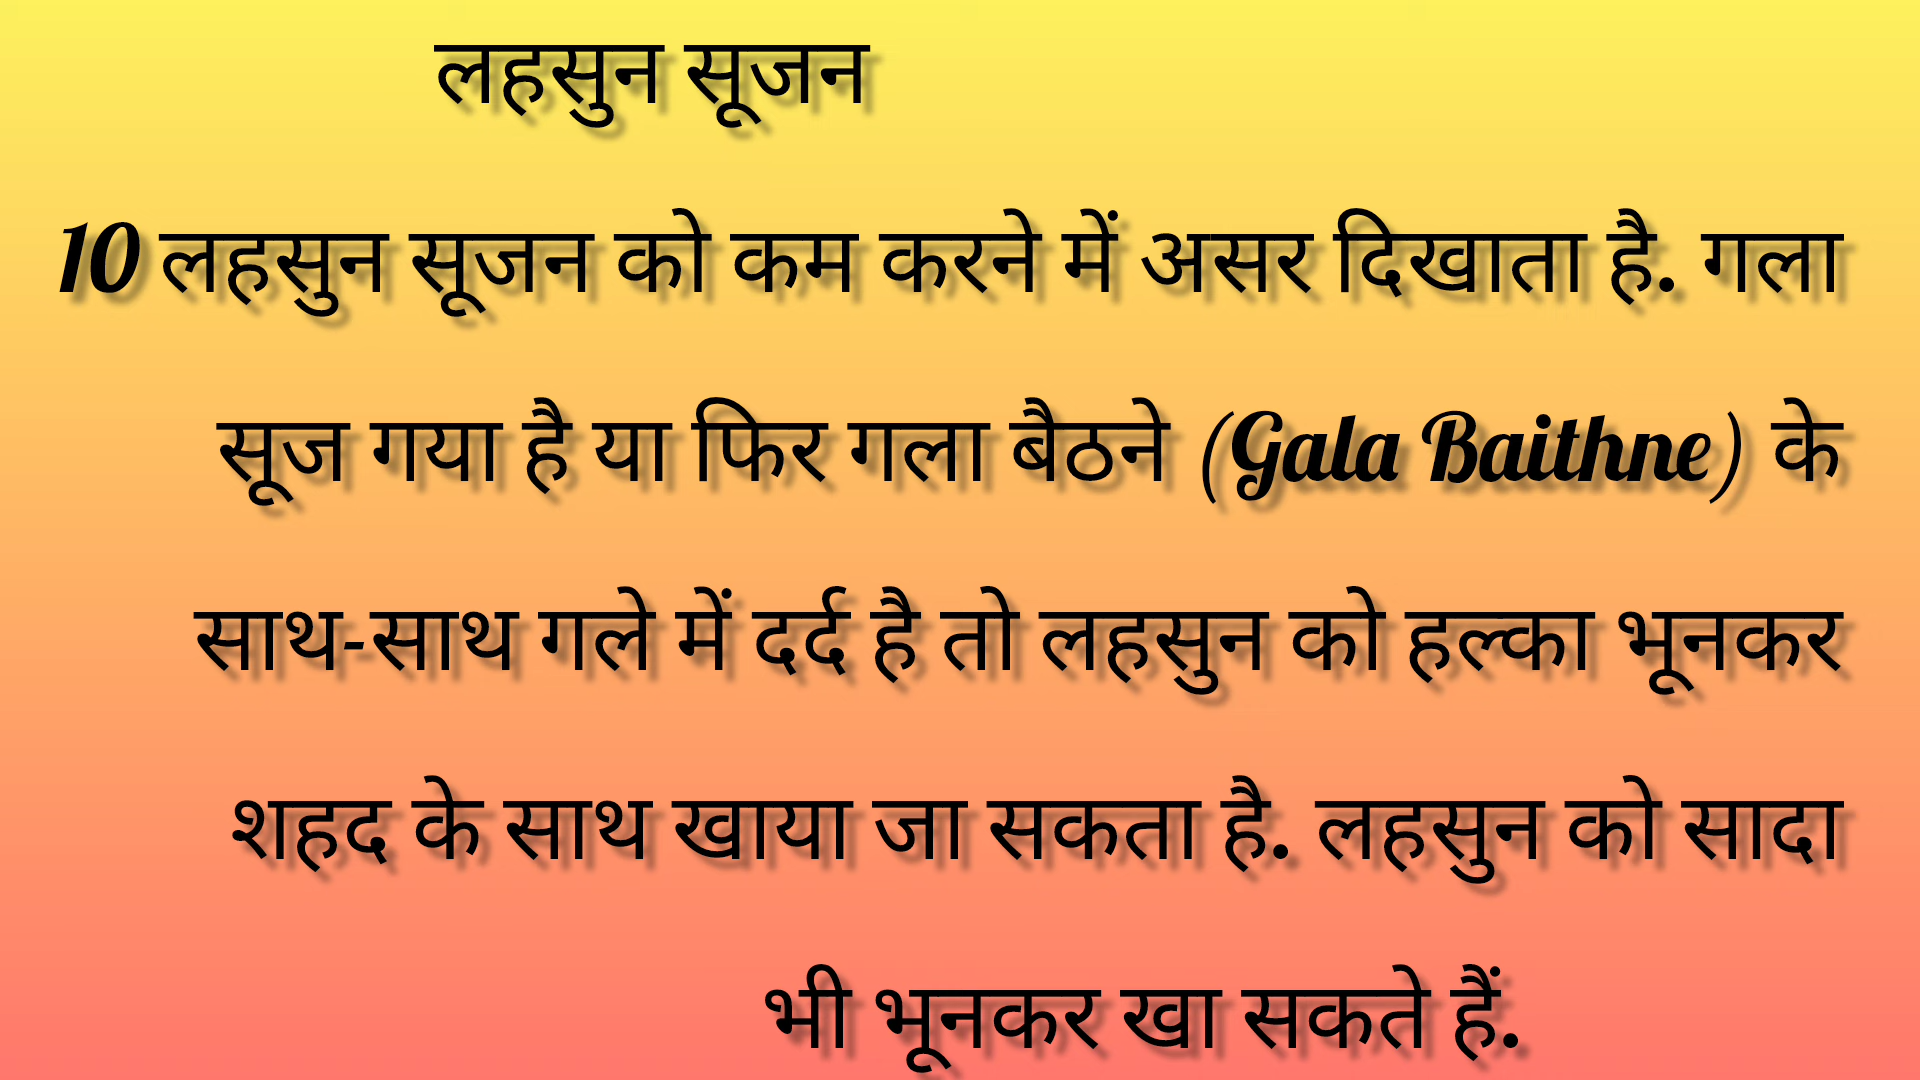 लहसुन सूजन
10 लहसुन सूजन को कम करने में असर दिखाता है. गला
सूज गया है या फिर गला बैठने (Gala Baithne) के
साथ-साथ गले में दर्द है तो लहसुन को हल्का भूनकर
शहद के साथ खाया जा सकता है. लहसुन को सादा
भी भूनकर खा सकते हैं.